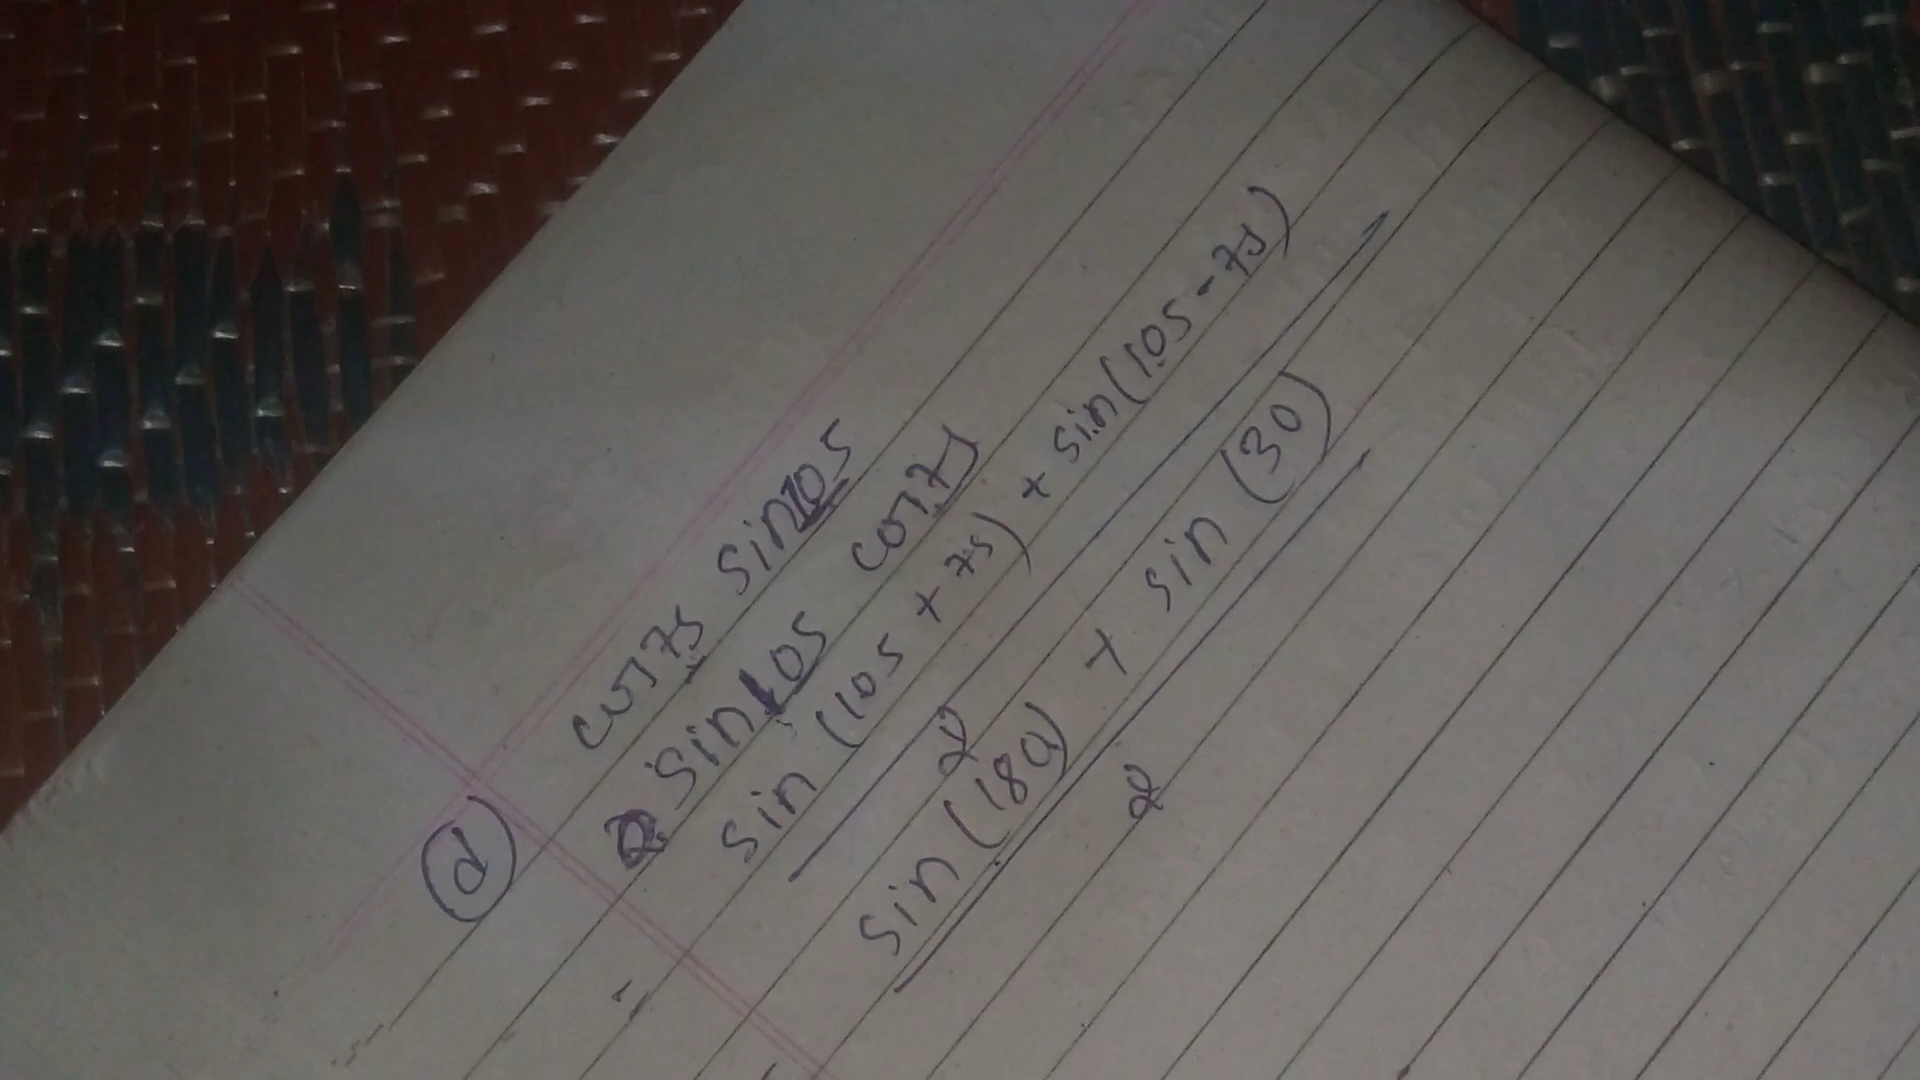 (d) cos75 sin105
sin105 cos75
sin (105 + 75) + sin (105 - 75)
2
sin (180) + sin (30)
2